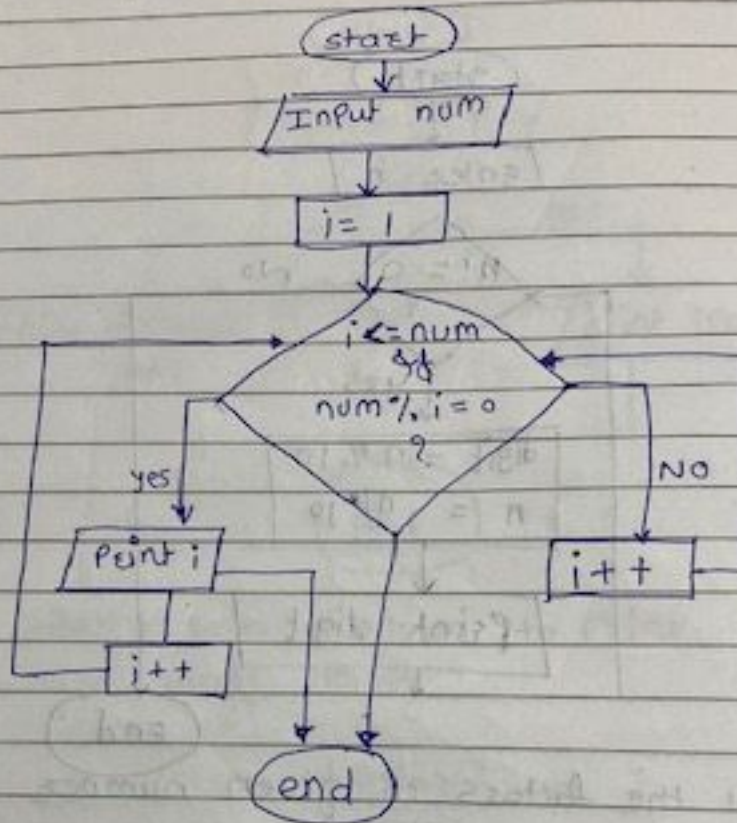 start
Input num
i = 1
i <= num
&&
num % i = 0
?
yes
NO
Print i
i++
i++
end